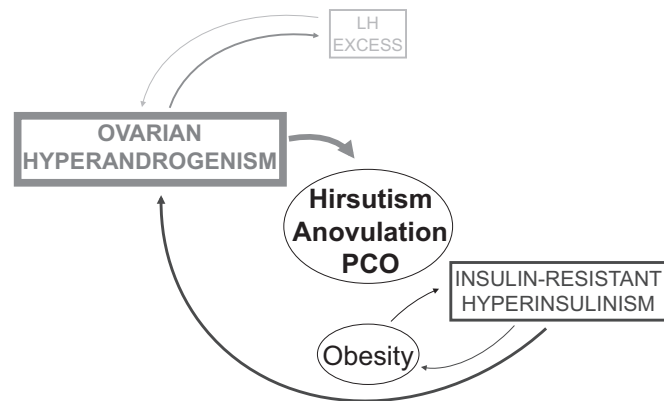 LH
EXCESS
OVARIAN
HYPERANDROGENISM
Hirsutism
Anovulation
PCO
INSULIN-RESISTANT
HYPERINSULINISM
Obesity